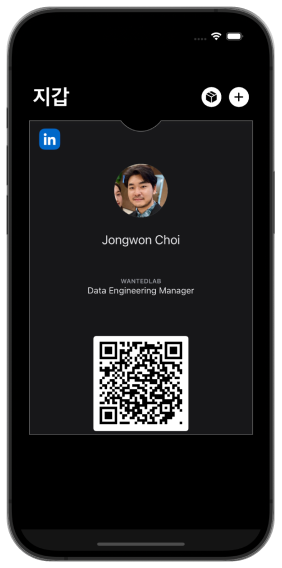 지갑
in
Jongwon Choi
WANTEDLAB
Data Engineering Manager